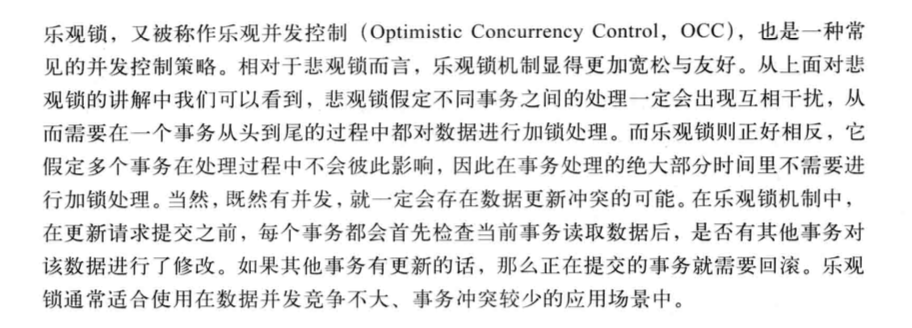 乐观锁，又被称作乐观并发控制（Optimistic Concurrency Control，OCC），也是一种常
见的并发控制策略。相对于悲观锁而言，乐观锁机制显得更加宽松与友好。从上面对悲
观锁的讲解中我们可以看到，悲观锁假定不同事务之间的处理一定会出现互相干扰，从
而需要在一个事务从头到尾的过程中都对数据进行加锁处理。而乐观锁则正好相反，它
假定多个事务在处理过程中不会彼此影响，因此在事务处理的绝大部分时间里不需要进
行加锁处理。当然，既然有并发，就一定会存在数据更新冲突的可能。在乐观锁机制中，
在更新请求提交之前，每个事务都会首先检查当前事务读取数据后，是否有其他事务对
该数据进行了修改。如果其他事务有更新的话，那么正在提交的事务就需要回滚。乐观
锁通常适合使用在数据并发竞争不大、事务冲突较少的应用场景中。